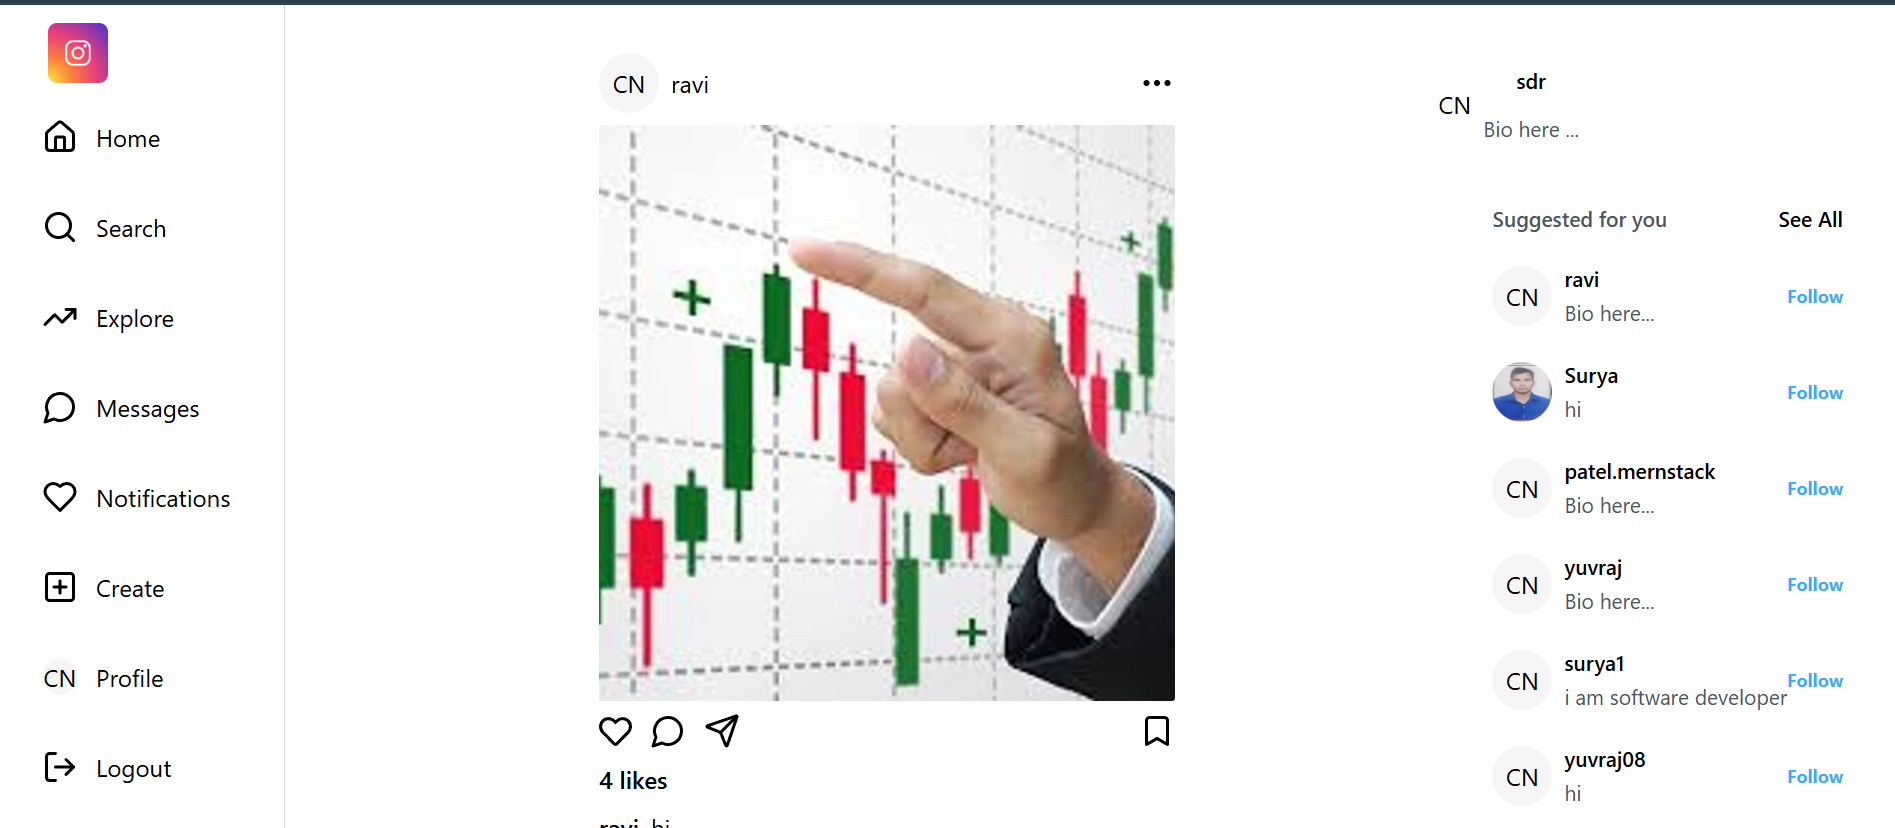 Home
Search
Explore
Messages
Notifications
Create
CN Profile
Logout
CN ravi
4 likes
ravi hi
sdr
CN
Bio here ...
Suggested for you See All
CN ravi
Bio here...
Follow
Surya
hi
Follow
CN patel.mernstack
Bio here...
Follow
CN yuvraj
Bio here...
Follow
CN surya1
i am software developer
Follow
CN yuvraj08
hi
Follow